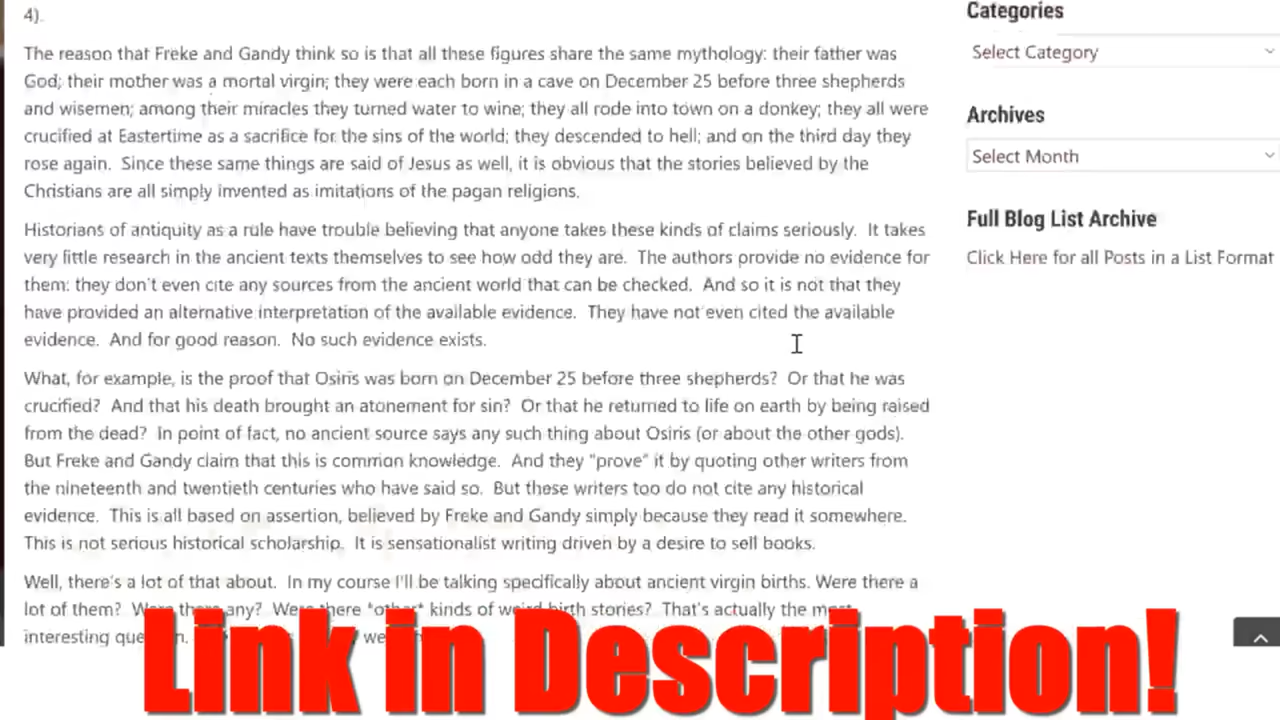 4).
The reason that Freke and Gandy think so is that all these figures share the same mythology: their father was
God; their mother was a mortal virgin; they were each born in a cave on December 25 before three shepherds
and wisemen; among their miracles they turned water to wine; they all rode into town on a donkey; they all were
crucified at Eastertime as a sacrifice for the sins of the world; they descended to hell; and on the third day they
rose again. Since these same things are said of Jesus as well, it is obvious that the stories believed by the
Christians are all simply invented as imitations of the pagan religions.
Historians of antiquity as a rule have trouble believing that anyone takes these kinds of claims seriously. It takes
very little research in the ancient texts themselves to see how odd they are. The authors provide no evidence for
them: they don't even cite any sources from the ancient world that can be checked. And so it is not that they
have provided an alternative interpretation of the available evidence. They have not even cited the available
evidence. And for good reason. No such evidence exists.
What, for example, is the proof that Osiris was born on December 25 before three shepherds? Or that he was
crucified? And that his death brought an atonement for sin? Or that he returned to life on earth by being raised
from the dead? In point of fact, no ancient source says any such thing about Osiris (or about the other gods).
But Freke and Gandy claim that this is common knowledge. And they "prove" it by quoting other writers from
the nineteenth and twentieth centuries who have said so. But these writers too do not cite any historical
evidence. This is all based on assertion, believed by Freke and Gandy simply because they read it somewhere.
This is not serious historical scholarship. It is sensationalist writing driven by a desire to sell books.
Well, there's a lot of that about. In my course I'll be talking specifically about ancient virgin births. Were there a
lot of them? Were there any? Were there *other* kinds of weird birth stories? That's actually the most
interesting
Categories
Select Category
Archives
Select Month
Full Blog List Archive
Click Here for all Posts in a List Format
Link in Description!